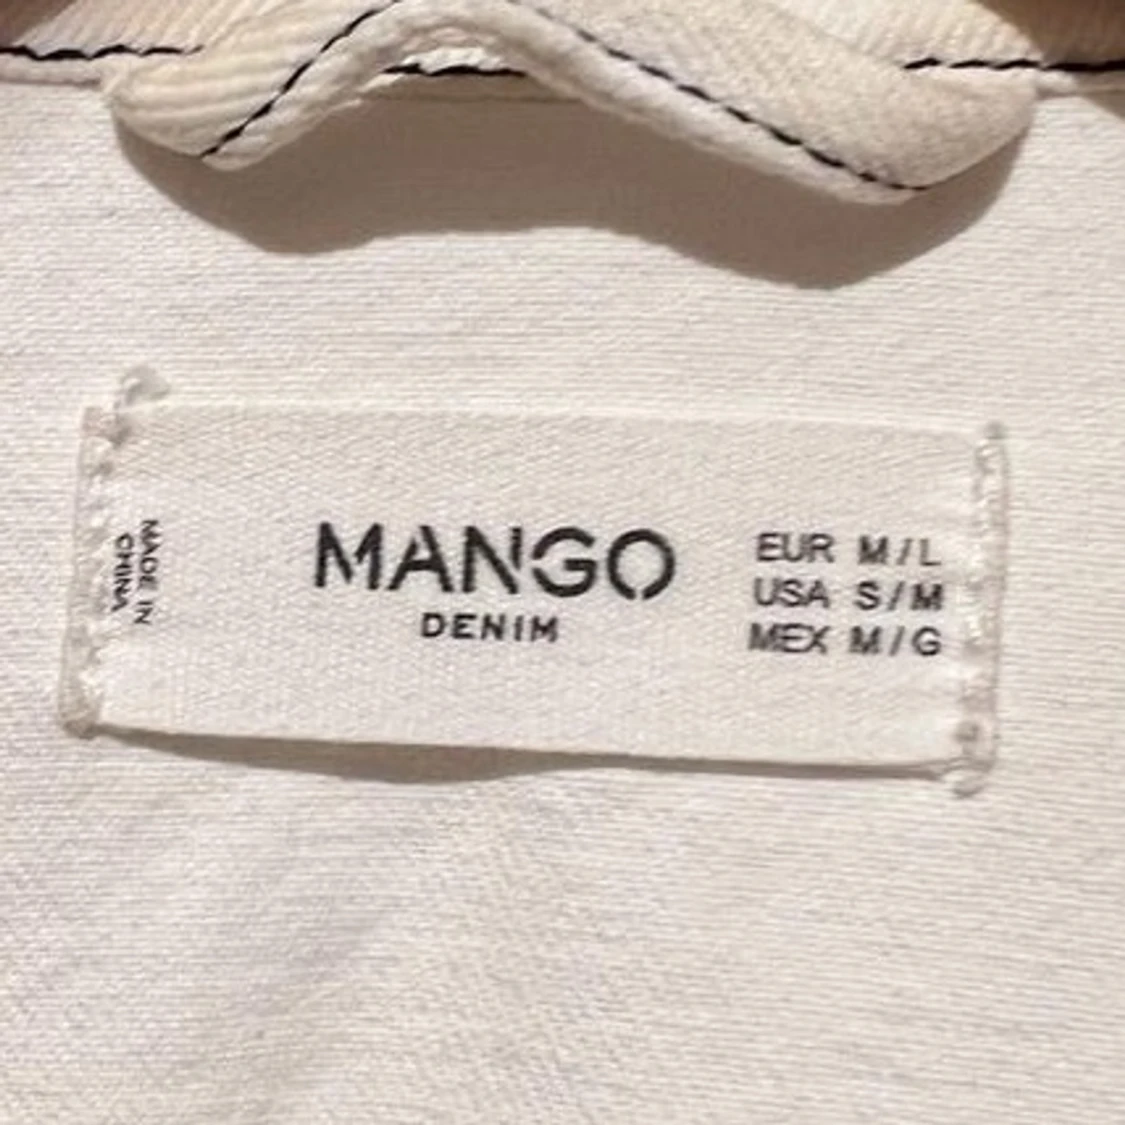 MADE IN
CHINA
MANGO
DENIM
EUR M/L
USA S/M
MEX M/G